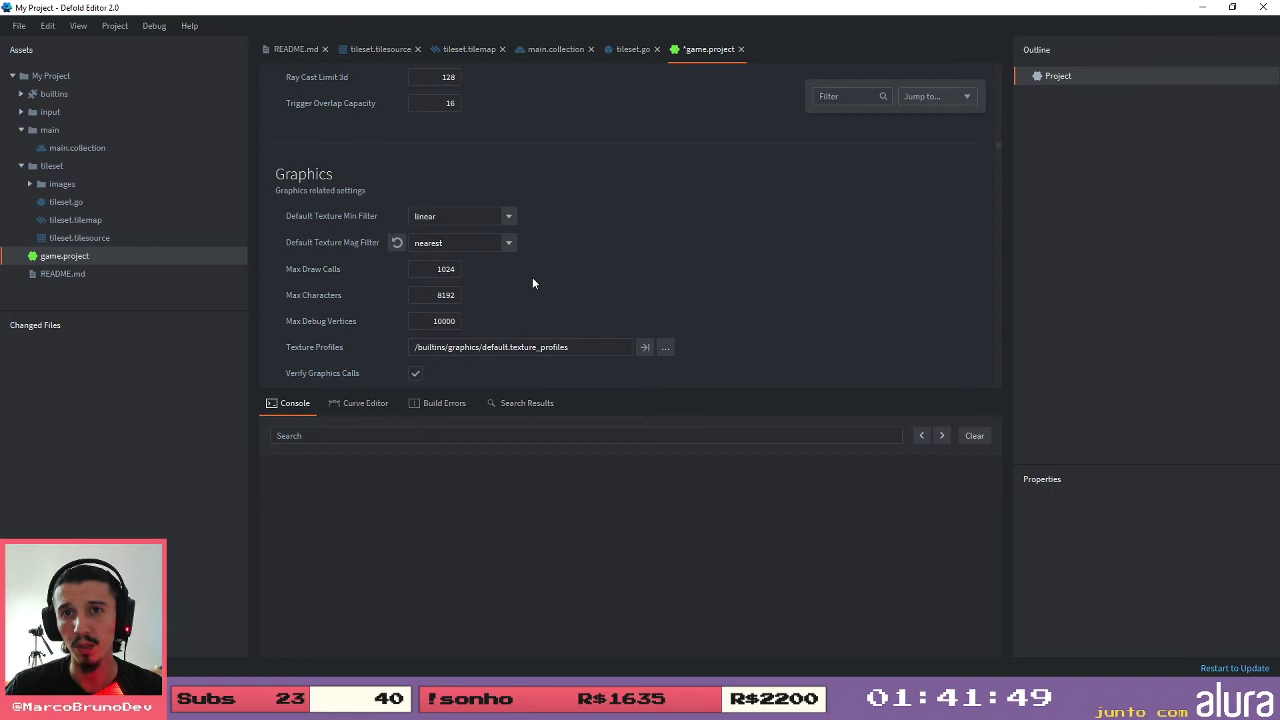 My Project - Defold Editor 2.0
File Edit View Project Debug Help
Assets
My Project
builtins
input
main
main.collection
tileset
images
tileset.go
tileset.tilemap
tileset.tilesource
game.project
README.md
Changed Files
README.md tileset.tilesource tileset.tilemap main.collection tileset.go *game.project
Ray Cast Limit 3d 128
Trigger Overlap Capacity 16
Filter Jump to...
Graphics
Graphics related settings
Default Texture Min Filter linear
Default Texture Mag Filter nearest
Max Draw Calls 1024
Max Characters 8192
Max Debug Vertices 10000
Texture Profiles /builtins/graphics/default.texture_profiles ...
Verify Graphics Calls
Console Curve Editor Build Errors Search Results
Search Clear
Outline
Project
Properties
Restart to Update
@MarcoBrunoDev
Subs 23 40
!sonho R$1635 R$2200
01:41:49
junto com alura